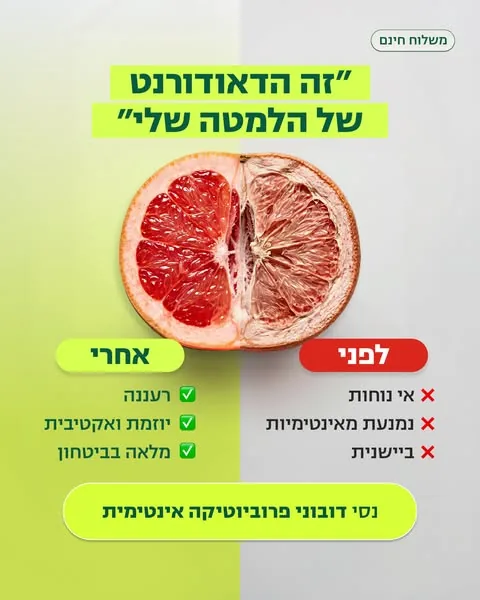 משלוח חינם
"זה הדאודורנט
של הלמטה שלי"
לפני
אי נוחות
נמנעת מאינטימיות
ביישנית
אחרי
רעננה
יוזמת ואקטיבית
מלאה בביטחון
נסי דובוני פרוביוטיקה אינטימית